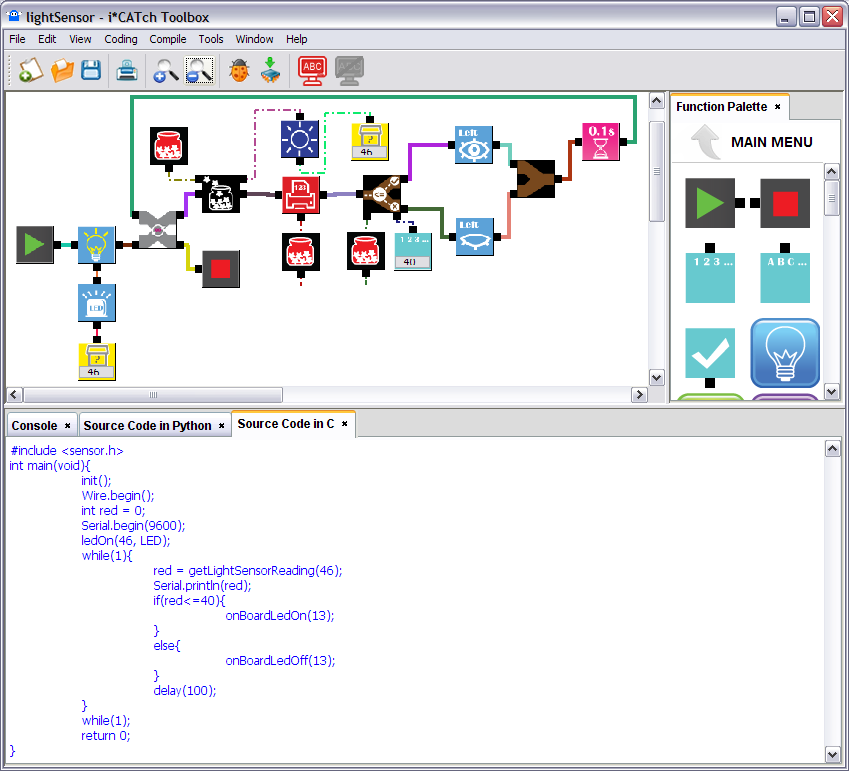 lightSensor - i*CATch Toolbox
File Edit View Coding Compile Tools Window Help
ABC
Function Palette ×
MAIN MENU
46
Left
0.1s
123
<=
1 2 3 ...
40
Left
LED
?
46
1 2 3 ...
A B C ...
Console ×
Source Code in Python ×
Source Code in C ×
#include <sensor.h>
int main(void){
init();
Wire.begin();
int red = 0;
Serial.begin(9600);
ledOn(46, LED);
while(1){
red = getLightSensorReading(46);
Serial.println(red);
if(red<=40){
onBoardLedOn(13);
}
else{
onBoardLedOff(13);
}
delay(100);
}
while(1);
return 0;
}